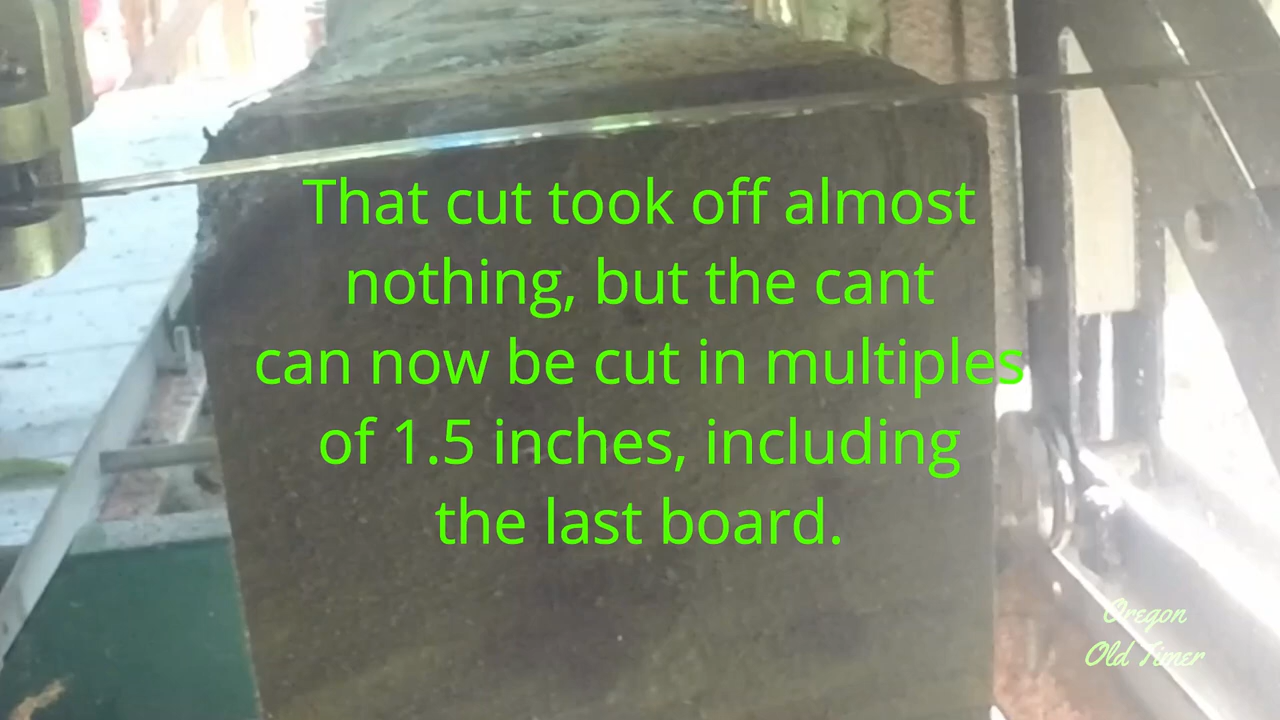 That cut took off almost
nothing, but the cant
can now be cut in multiples
of 1.5 inches, including
the last board.
Oregon
Old Timer